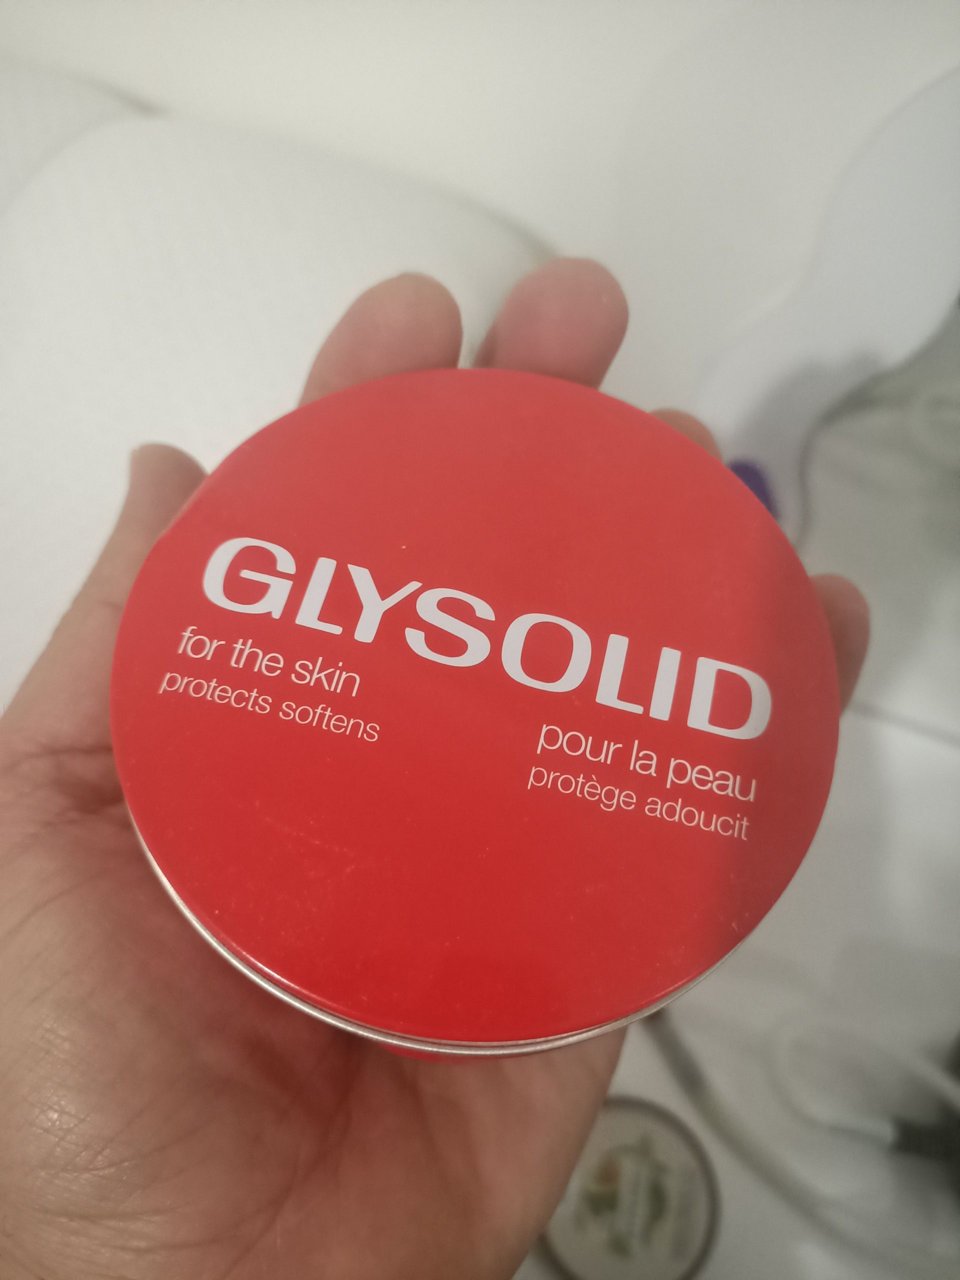 GLYSOLID
for the skin
protects softens
pour la peau
protège adoucit